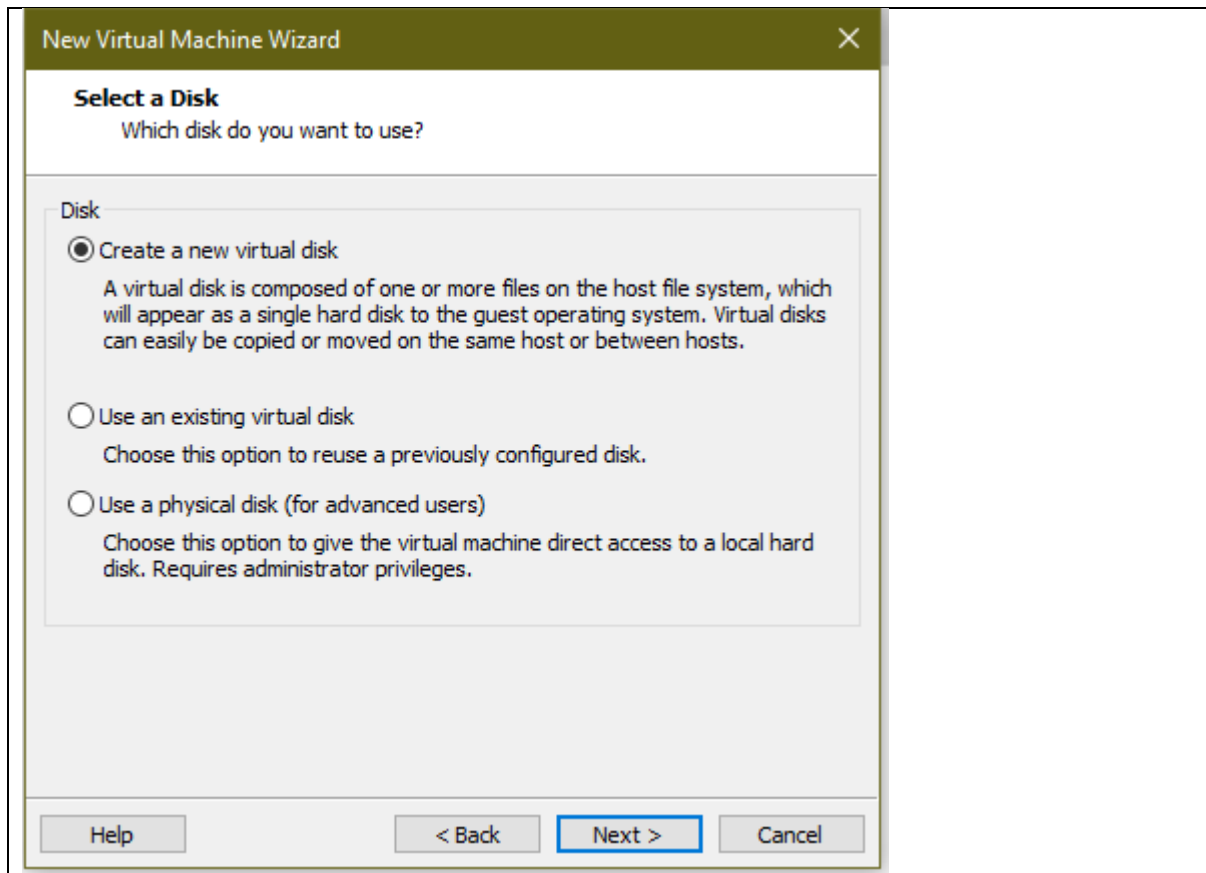 New Virtual Machine Wizard
Select a Disk
Which disk do you want to use?
Disk
Create a new virtual disk
A virtual disk is composed of one or more files on the host file system, which
will appear as a single hard disk to the guest operating system. Virtual disks
can easily be copied or moved on the same host or between hosts.
Use an existing virtual disk
Choose this option to reuse a previously configured disk.
Use a physical disk (for advanced users)
Choose this option to give the virtual machine direct access to a local hard
disk. Requires administrator privileges.
Help < Back Next > Cancel